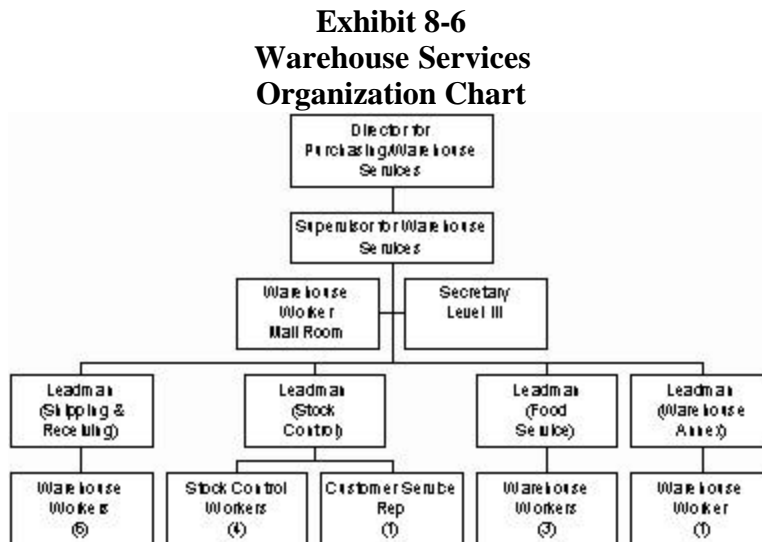 Exhibit 8-6
Warehouse Services
Organization Chart
Director for
Purchasing/Warehouse
Services
Supervisor for Warehouse
Services
Warehouse
Worker
Mail Room
Secretary
Level III
Leadman
(Shipping &
Receiving)
Leadman
(Stock
Control)
Leadman
(Food
Service)
Leadman
(Warehouse
Annex)
Warehouse
Workers
Stock Control
Workers
(4)
Customer Service
Rep
(1)
Warehouse
Workers
(3)
Warehouse
Worker
(1)